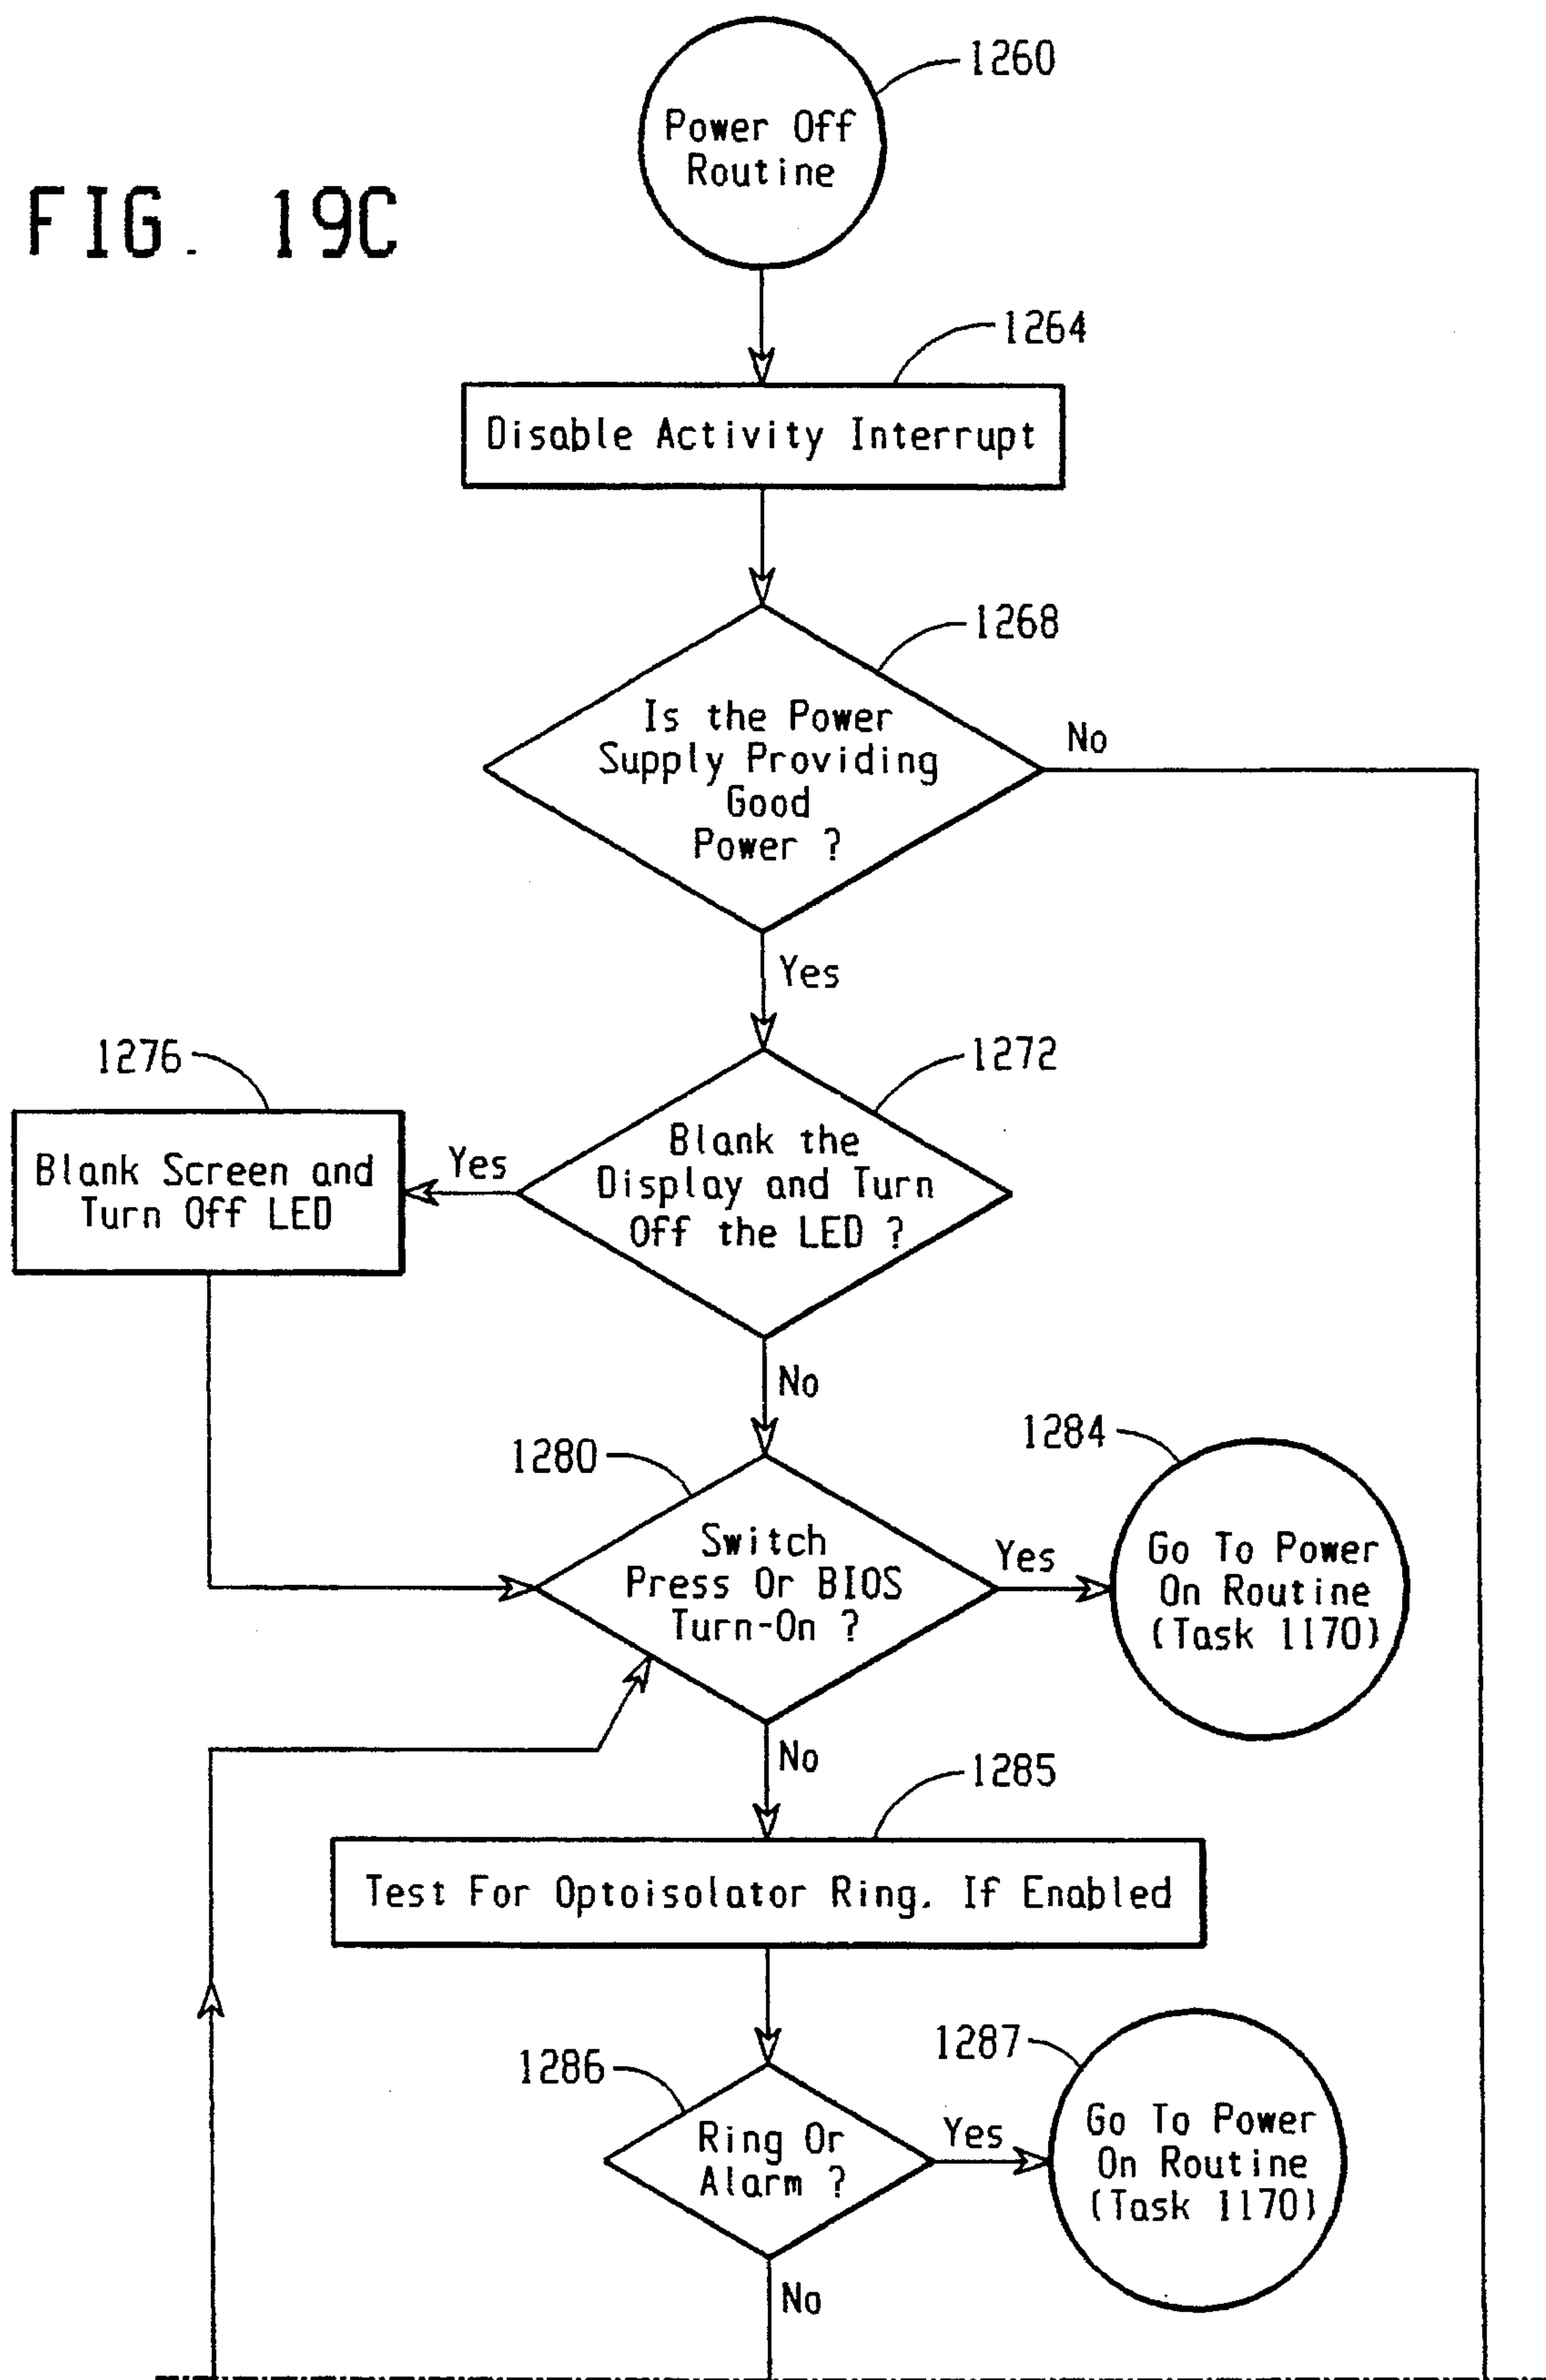 1260
Power Off
Routine
FIG. 19C
1264
Disable Activity Interrupt
1268
Is the Power
Supply Providing
Good
Power ?
No
Yes
1276
1272
Blank Screen and
Turn Off LED
Yes
Blank the
Display and Turn
Off the LED ?
No
1280
1284
Switch
Press Or BIOS
Turn-On ?
Yes
Go To Power
On Routine
(Task 1170)
No
1285
Test For Optoisolator Ring. If Enabled
1286
1287
Ring Or
Alarm ?
Yes
Go To Power
On Routine
(Task 1170)
No